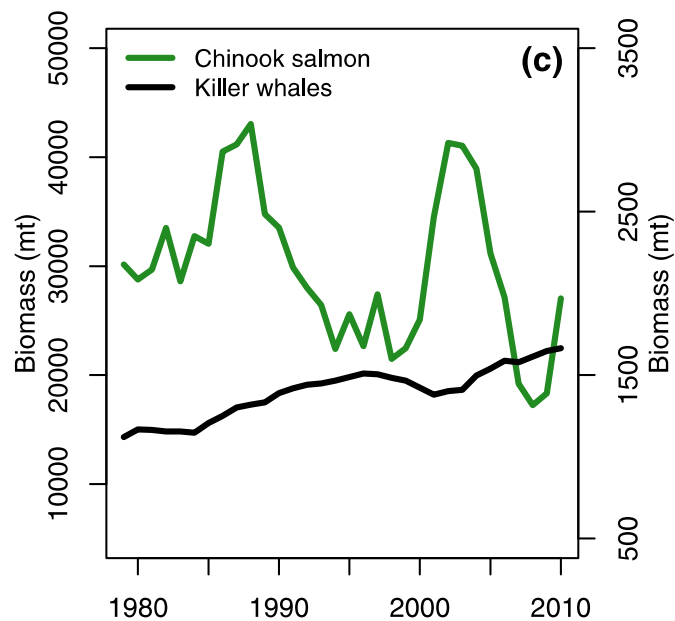 Chinook salmon
Killer whales
(c)
Biomass (mt)
50000
40000
30000
20000
10000
Biomass (mt)
3500
2500
1500
500
1980 1990 2000 2010